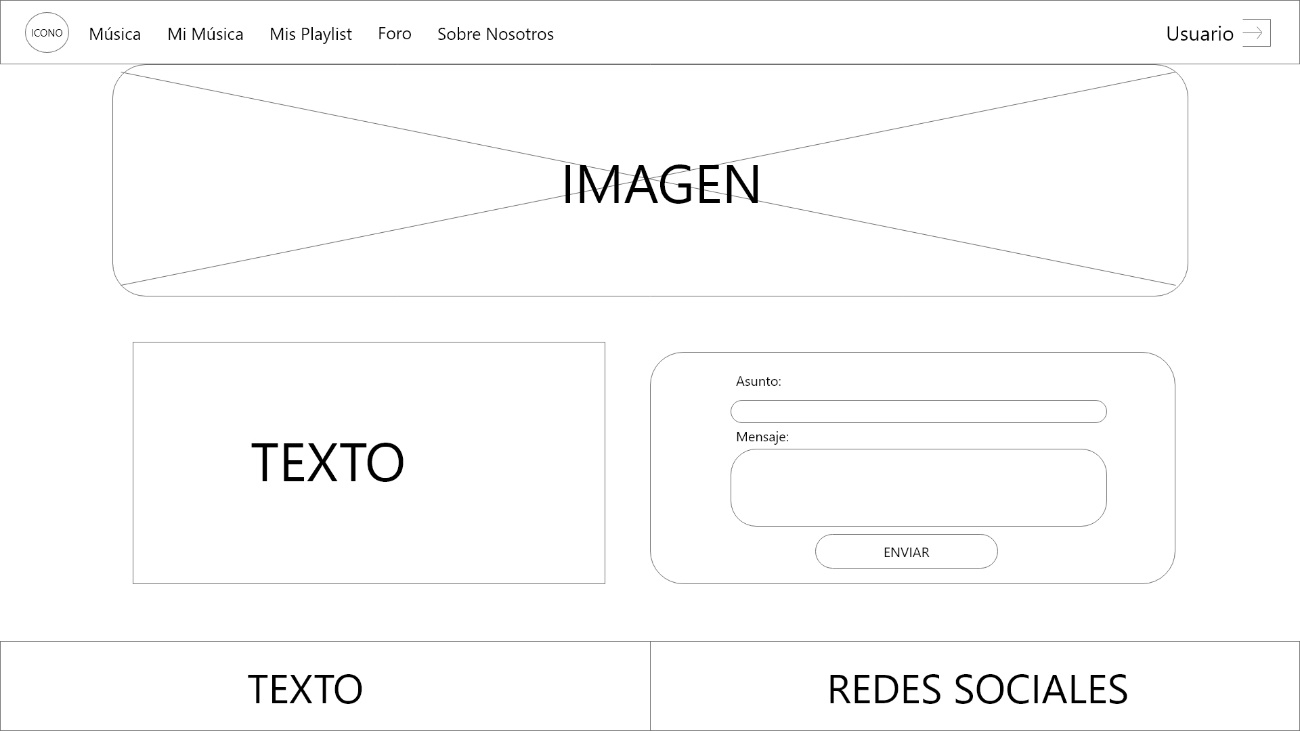 ICONO Música Mi Música Mis Playlist Foro Sobre Nosotros Usuario
IMAGEN
TEXTO
Asunto:
Mensaje:
ENVIAR
TEXTO REDES SOCIALES